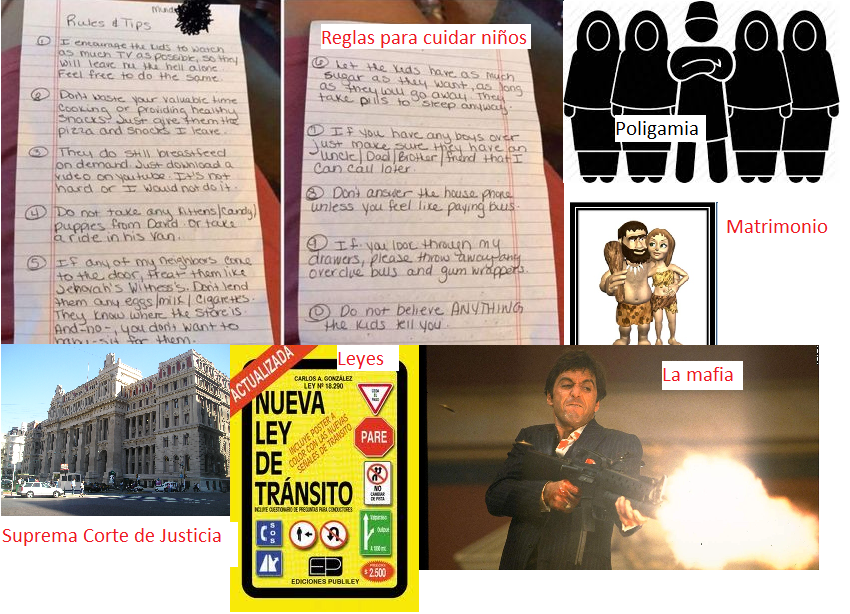 Rules & Tips
① I encourage the kids to watch
as much TV as possible, so they
will leave me the hell alone.
Feel free to do the same.
② Don't waste your valuable time
cooking or providing healthy
snacks. Just give them the
pizza and snacks I leave.
③ They do still breastfeed
on demand. Just download a
video on youtube. It's not
hard or I would not do it.
④ Do not take any kittens/candy/
puppies from David. Or take
a ride in his van.
⑤ If any of my neighbors come
to the door, treat them like
Jehovah's Witness's. Don't lend
them any eggs/milk/cigarettes.
They know where the store is.
And -no-, you don't want to
baby-sit for them.
Reglas para cuidar niños
⑥ Let the kids have as much
sugar as they want, as long
as they will go away. They
take pills to sleep anyway.
⑦ If you have any boys over
just make sure they have an
uncle/Dad/Brother/friend that I
can call later.
⑧ Don't answer the house phone
unless you feel like paying bills.
⑨ If you look through my
drawers, please throw away any
overdue bills and gum wrappers.
⑩ Do not believe ANYTHING
the kids tell you.
Poligamia
Matrimonio
Suprema Corte de Justicia
Leyes
ACTUALIZADA
CARLOS A. GONZÁLEZ
LEY Nº 18.290
NUEVA
LEY
DE
TRÁNSITO
INCLUYE POSTER A
COLOR CON LAS NUEVAS
SEÑALES DE TRÁNSITO
INCLUYE CUESTIONARIO DE PREGUNTAS PARA CONDUCTORES
CEDA
EL
PASO
PARE
NO
CAMBIAR
DE PISTA
SOS
Valparaíso
Quilpué
A 1000 mt
EP
PRECIO
$ 2.500
EDICIONES PUBLILEY
La mafia